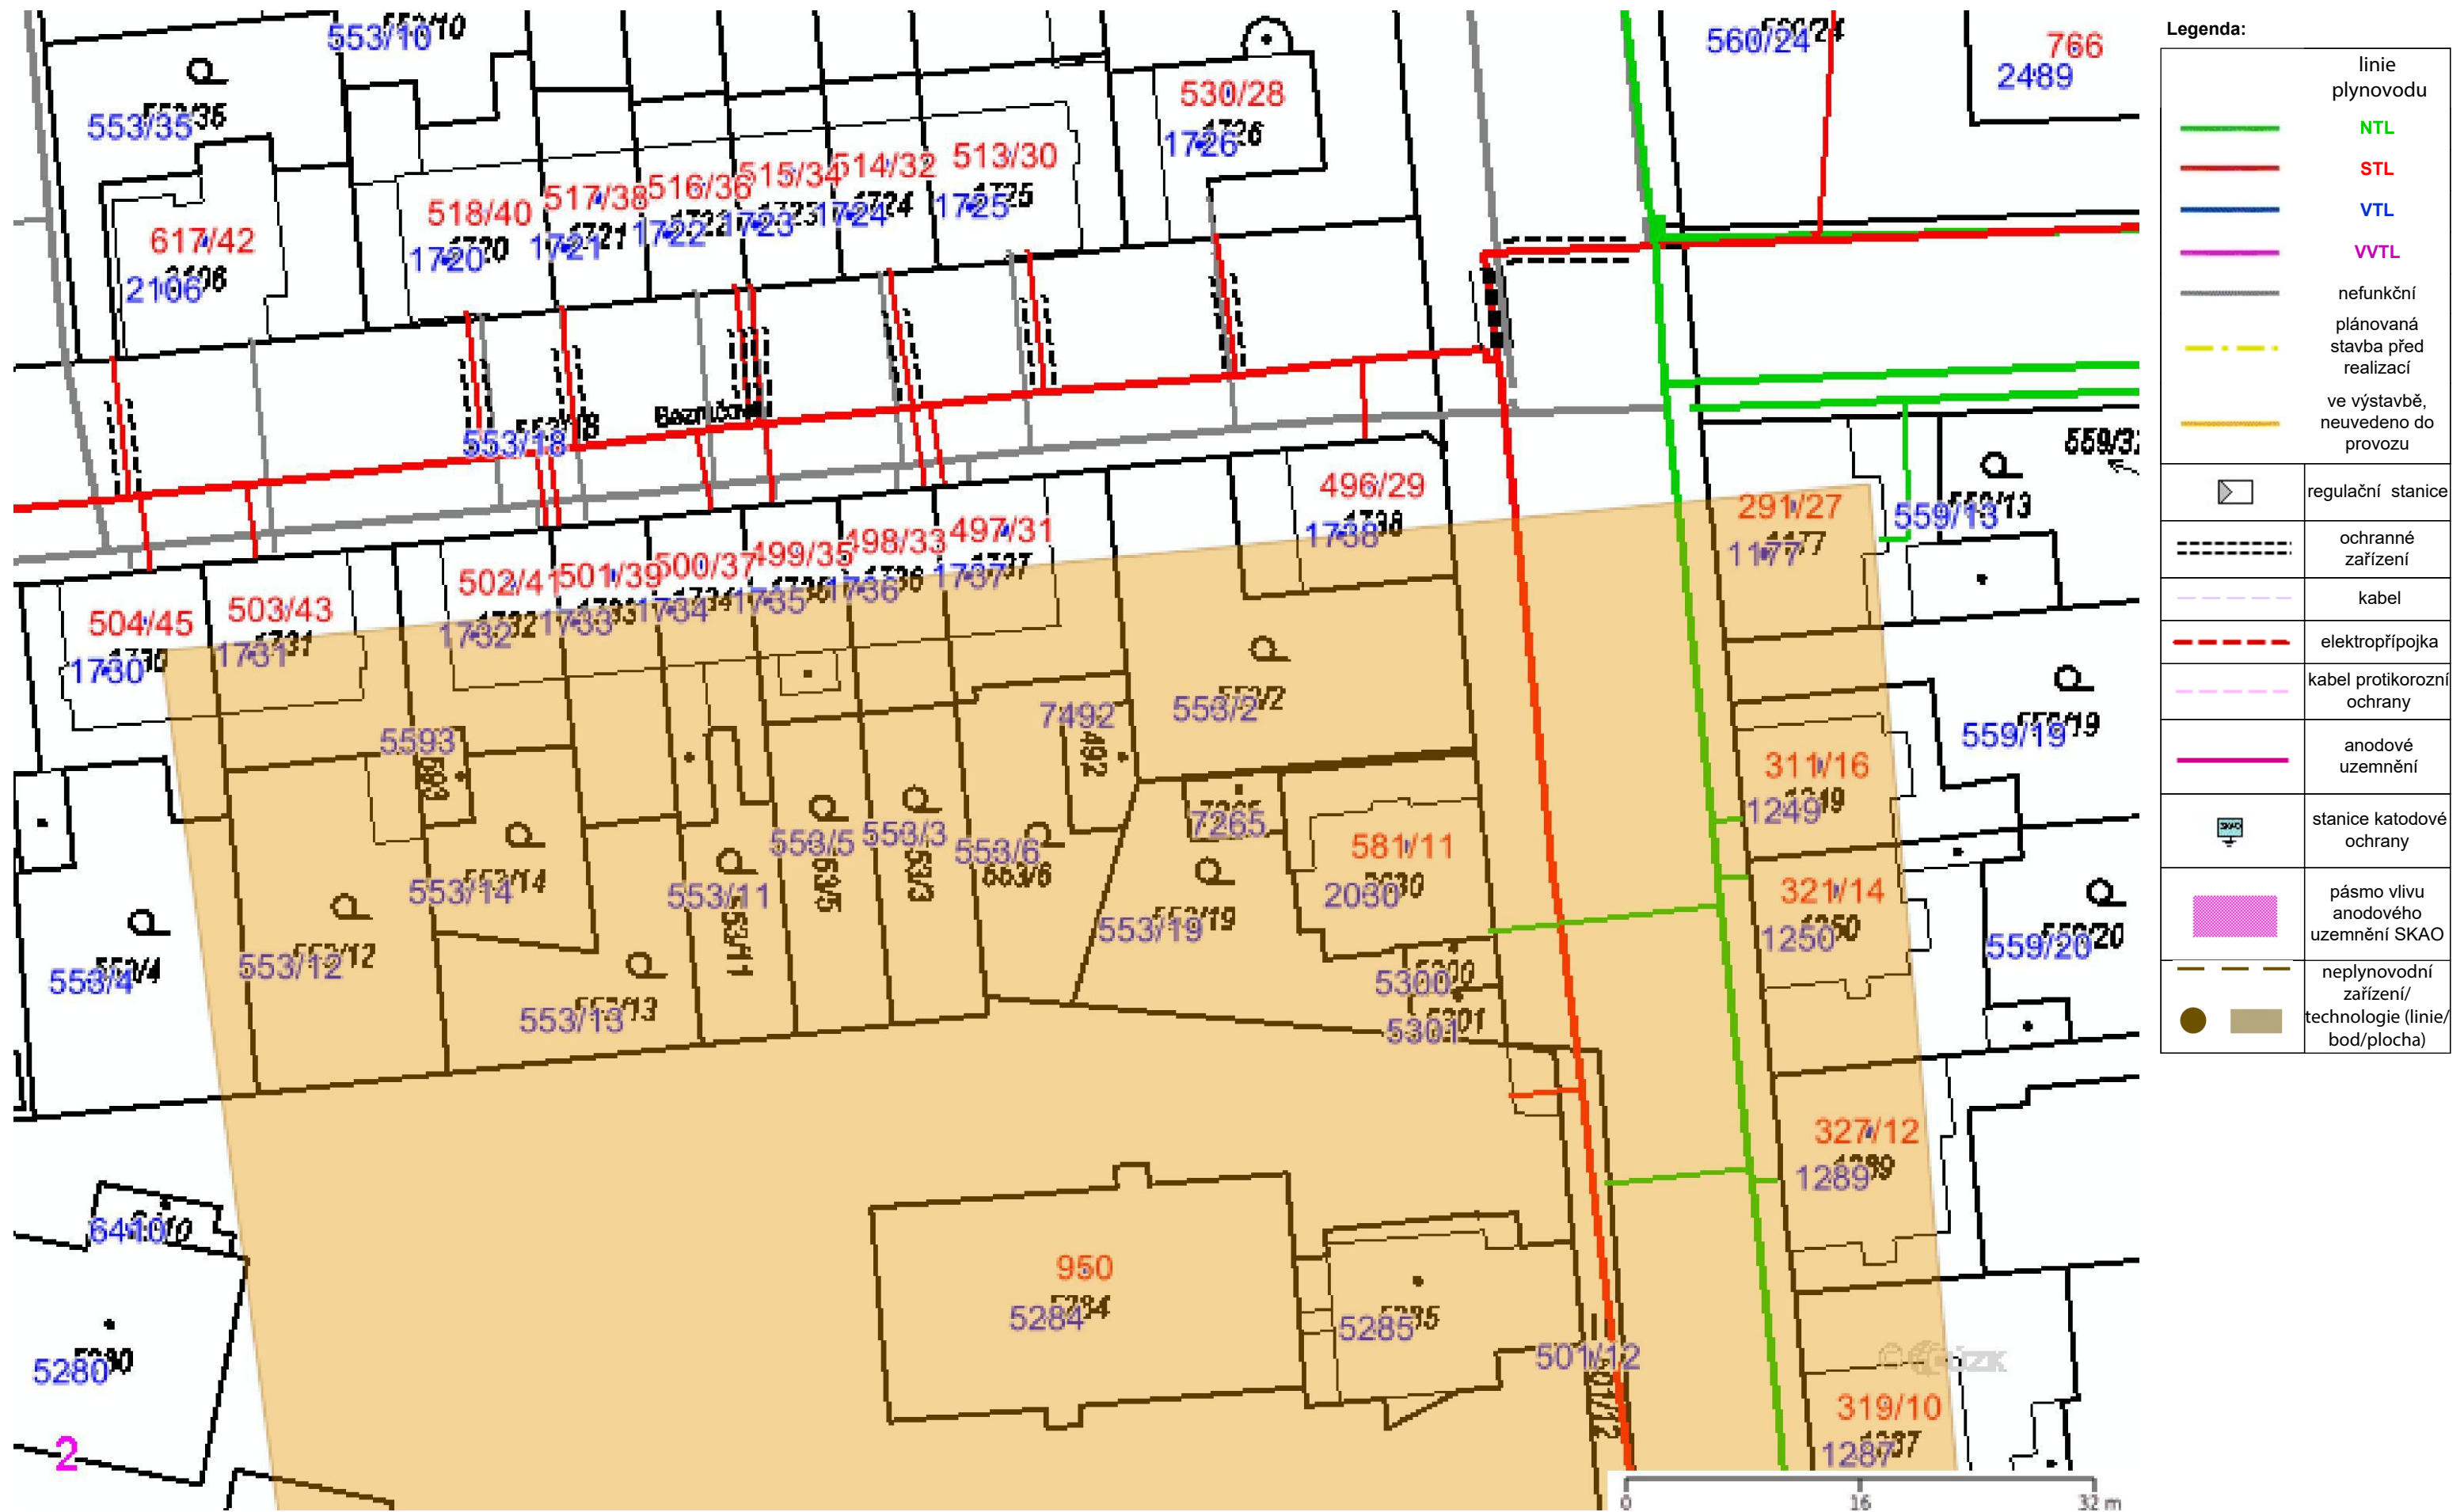 553/10
560/24
766
2489
553/35
530/28
1726
513/30
1725
514/32
1724
515/34
1723
516/36
1722
517/38
1721
518/40
1720
617/42
2106
553/18
496/29
1738
291/27
1177
559/13
497/31
1737
498/33
1736
499/35
1735
500/37
1734
501/39
1733
502/41
1732
503/43
1731
504/45
1730
553/2
7492
5593
559/19
311/16
1249
7265
581/11
2030
553/5
553/3
553/6
553/14
553/11
553/19
321/14
1250
559/20
553/12
553/4
553/13
5300
5301
327/12
1289
6410
950
5284
5285
501/12
5280
2
319/10
1287
0 16 32 m
Legenda:
linie
plynovodu
NTL
STL
VTL
VVTL
nefunkční
plánovaná
stavba před
realizací
ve výstavbě,
neuvedeno do
provozu
regulační stanice
ochranné
zařízení
kabel
elektropřípojka
kabel protikorozní
ochrany
anodové
uzemnění
SKAO
stanice katodové
ochrany
pásmo vlivu
anodového
uzemnění SKAO
neplynovodní
zařízení/
technologie (linie/
bod/plocha)